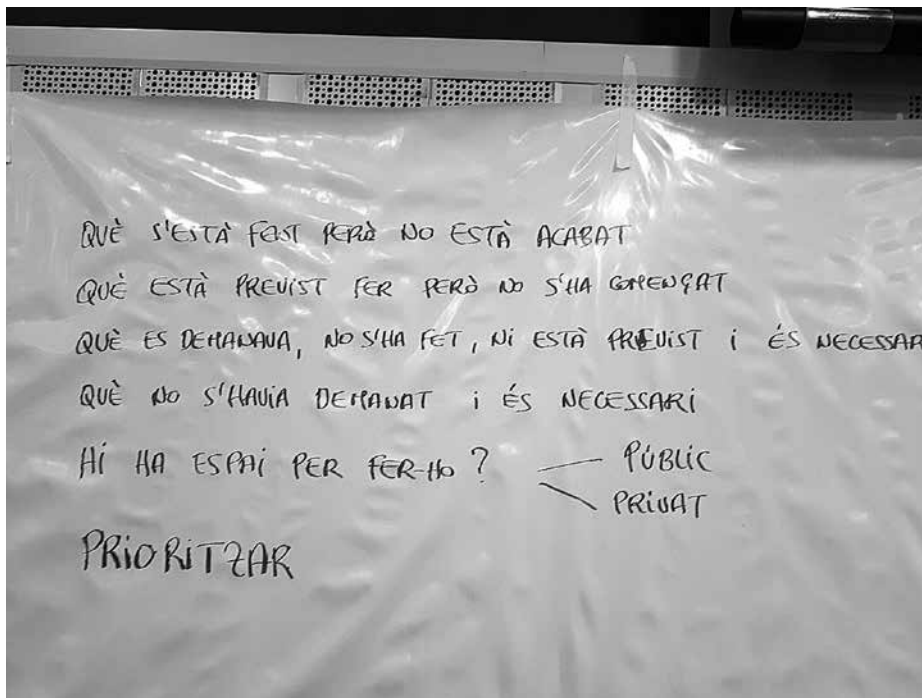 QUÈ S'ESTÀ FENT PERÒ NO ESTÀ ACABAT
QUÈ ESTÀ PREVIST FER PERÒ NO S'HA COMENÇAT
QUÈ ES DEMANAVA, NO S'HA FET, Ni ESTÀ PREVIST i ÉS NECESSAR
QUÈ NO S'HAVIA DEMANAT i ÉS NECESSARI
HI HA ESPAI PER FER-HO ? PÚBLIC
PRIVAT
PRIORITZAR